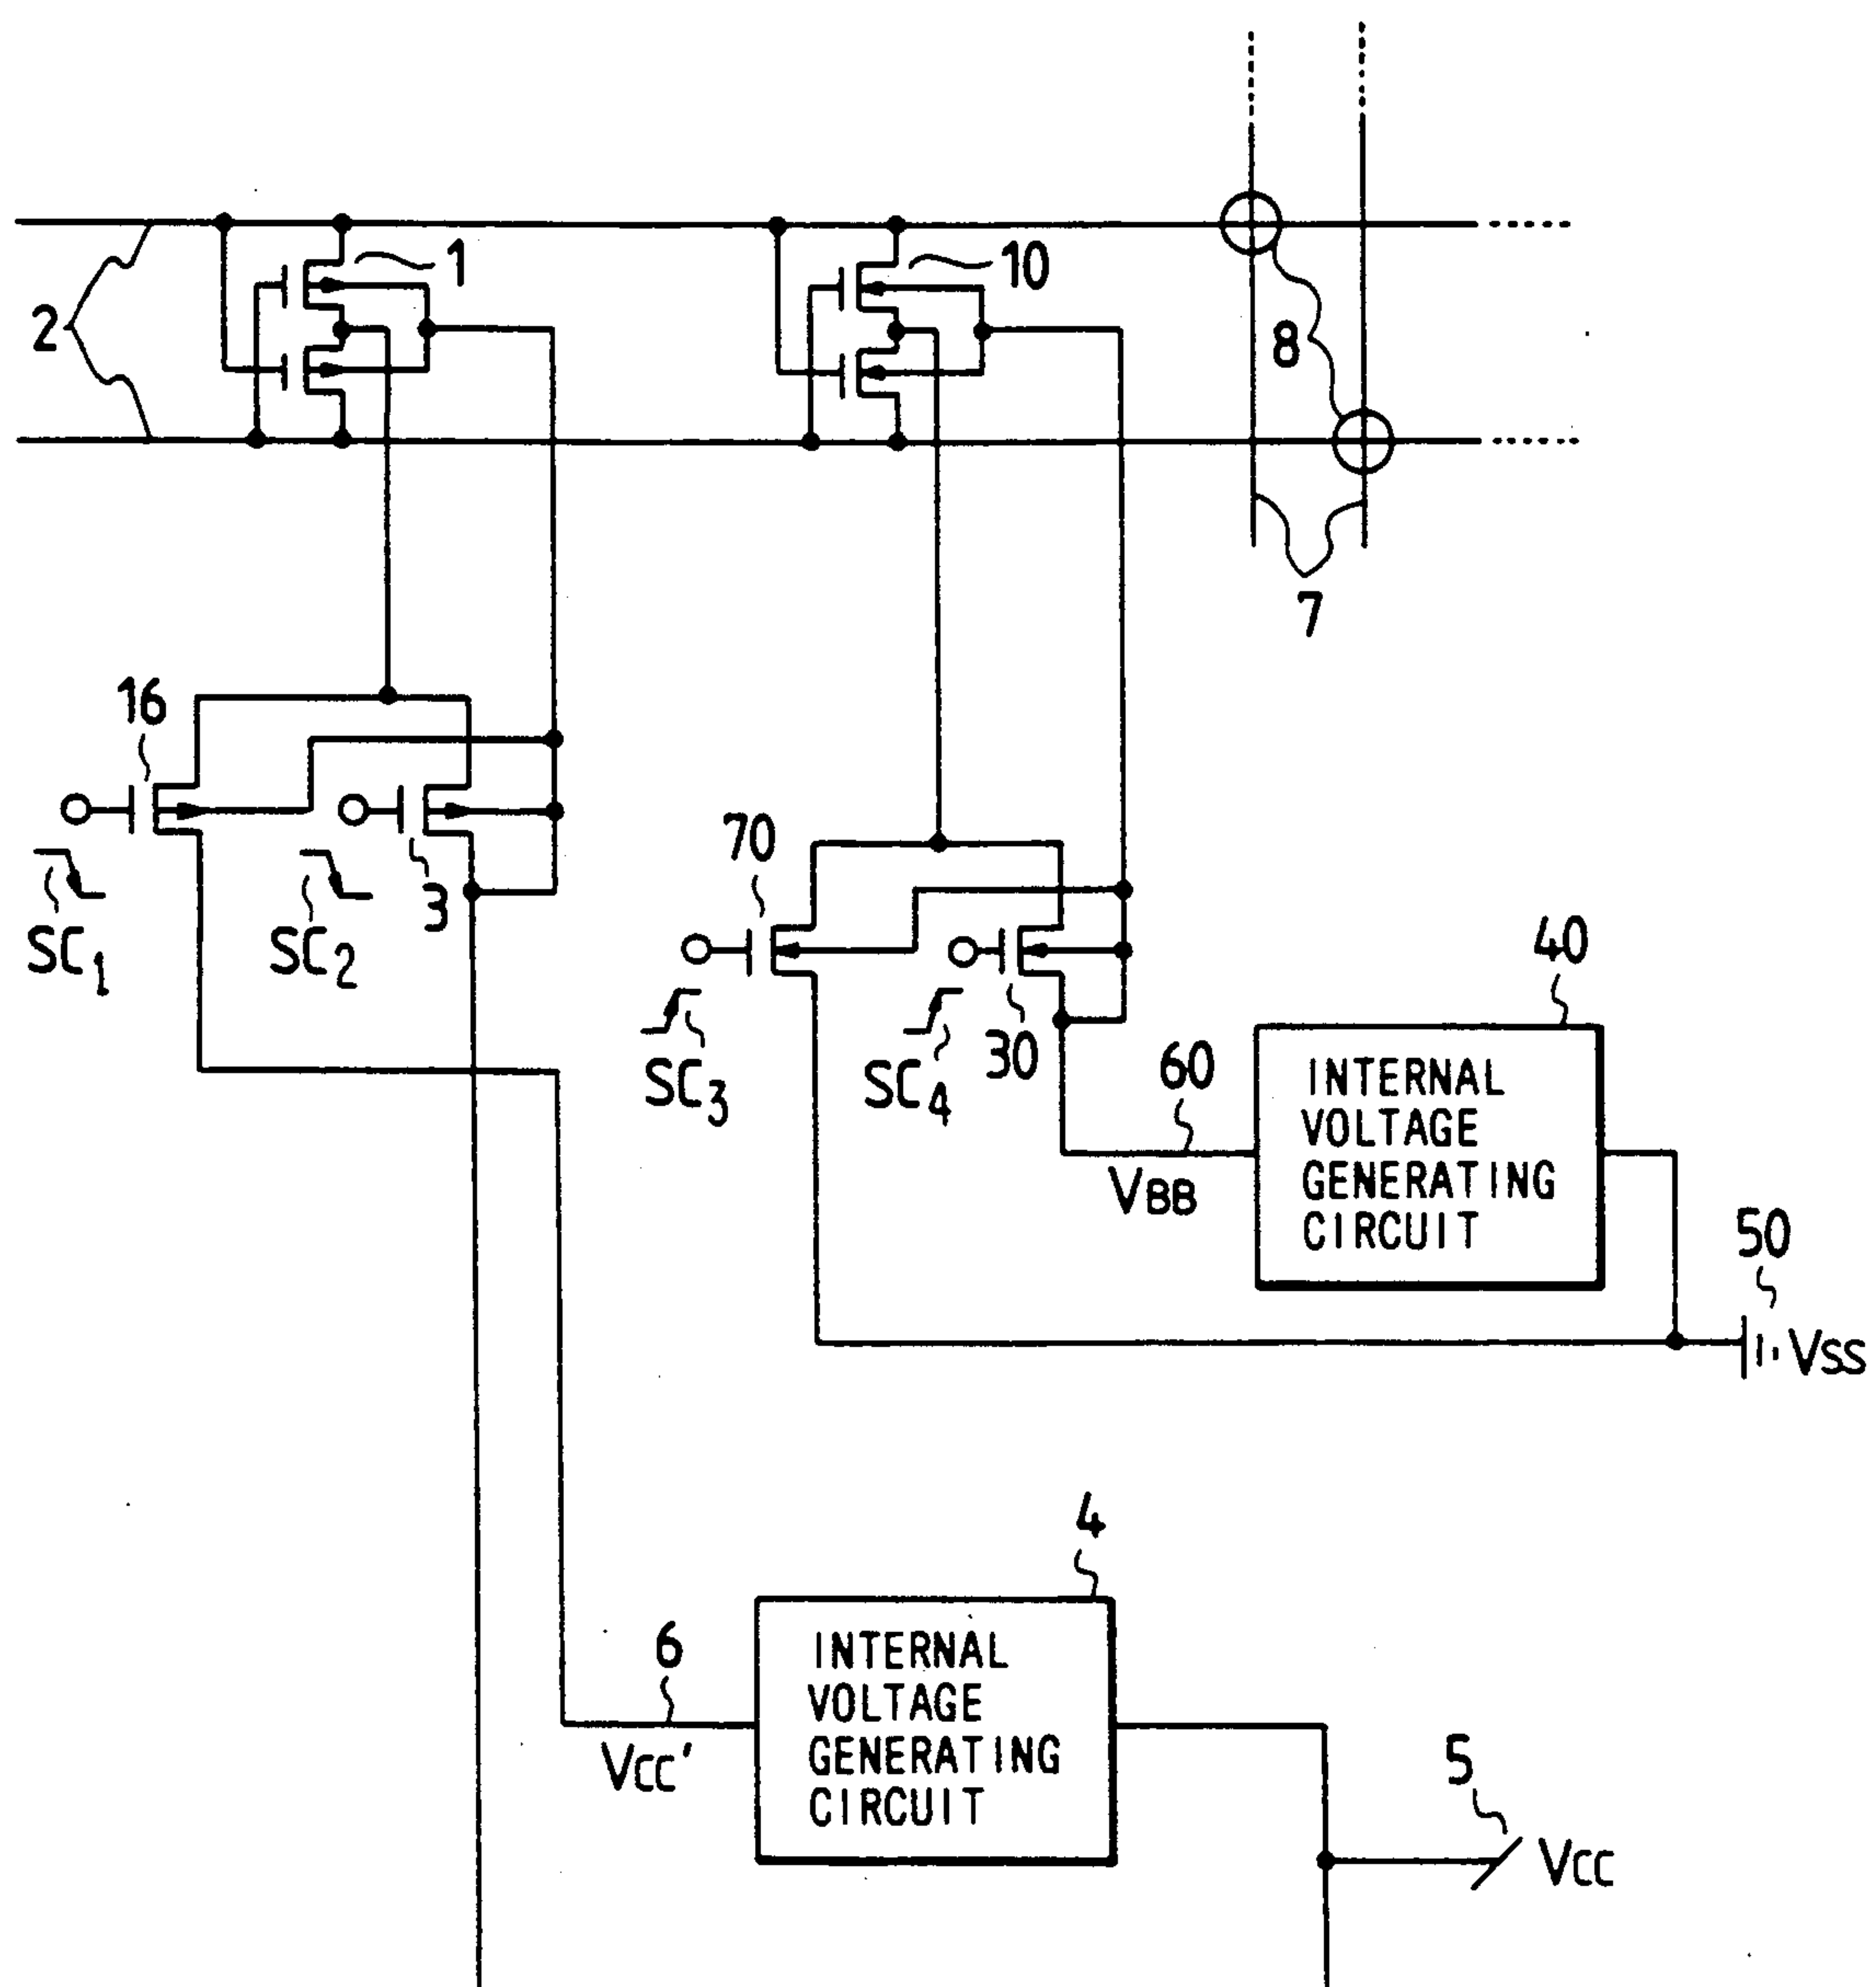 1
10
2
8
7
16
SC1
SC2
3
70
SC3
SC4
30
60
VBB
40
INTERNAL
VOLTAGE
GENERATING
CIRCUIT
50
VSS
4
6
VCC'
INTERNAL
VOLTAGE
GENERATING
CIRCUIT
5
VCC